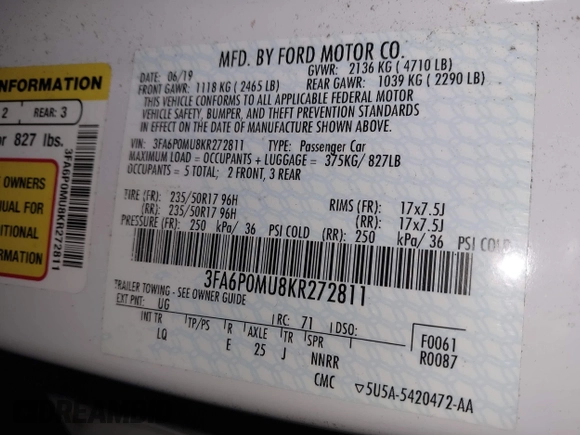 MFD. BY FORD MOTOR CO.
DATE: 06/19 GVWR: 2136 KG ( 4710 LB)
FRONT GAWR: 1118 KG ( 2465 LB) REAR GAWR: 1039 KG ( 2290 LB)
THIS VEHICLE CONFORMS TO ALL APPLICABLE FEDERAL MOTOR
VEHICLE SAFETY, BUMPER, AND THEFT PREVENTION STANDARDS
IN EFFECT ON THE DATE OF MANUFACTURE SHOWN ABOVE.
VIN: 3FA6P0MU8KR272811 TYPE: Passenger Car
MAXIMUM LOAD = OCCUPANTS + LUGGAGE = 375KG/ 827LB
OCCUPANTS = 5 TOTAL; 2 FRONT, 3 REAR
TIRE (FR): 235/50R17 96H RIMS (FR): 17x7.5J
(RR): 235/50R17 96H (RR): 17x7.5J
PRESSURE (FR): 250 kPa/ 36 PSI COLD (RR): 250 kPa/ 36 PSI COLD
3FA6P0MU8KR272811
TRAILER TOWING - SEE OWNER GUIDE
EXT PNT: UG RC: 71 DSO: F0061
INT TR TP/PS R AXLE TR SPR R0087
LQ E 25 J NNRR
CMC ▽5U5A-5420472-AA
INFORMATION
2 REAR: 3
or 827 lbs.
OWNERS
NUAL FOR
DITIONAL
ORMATION
3FA6P0MU8KR272811